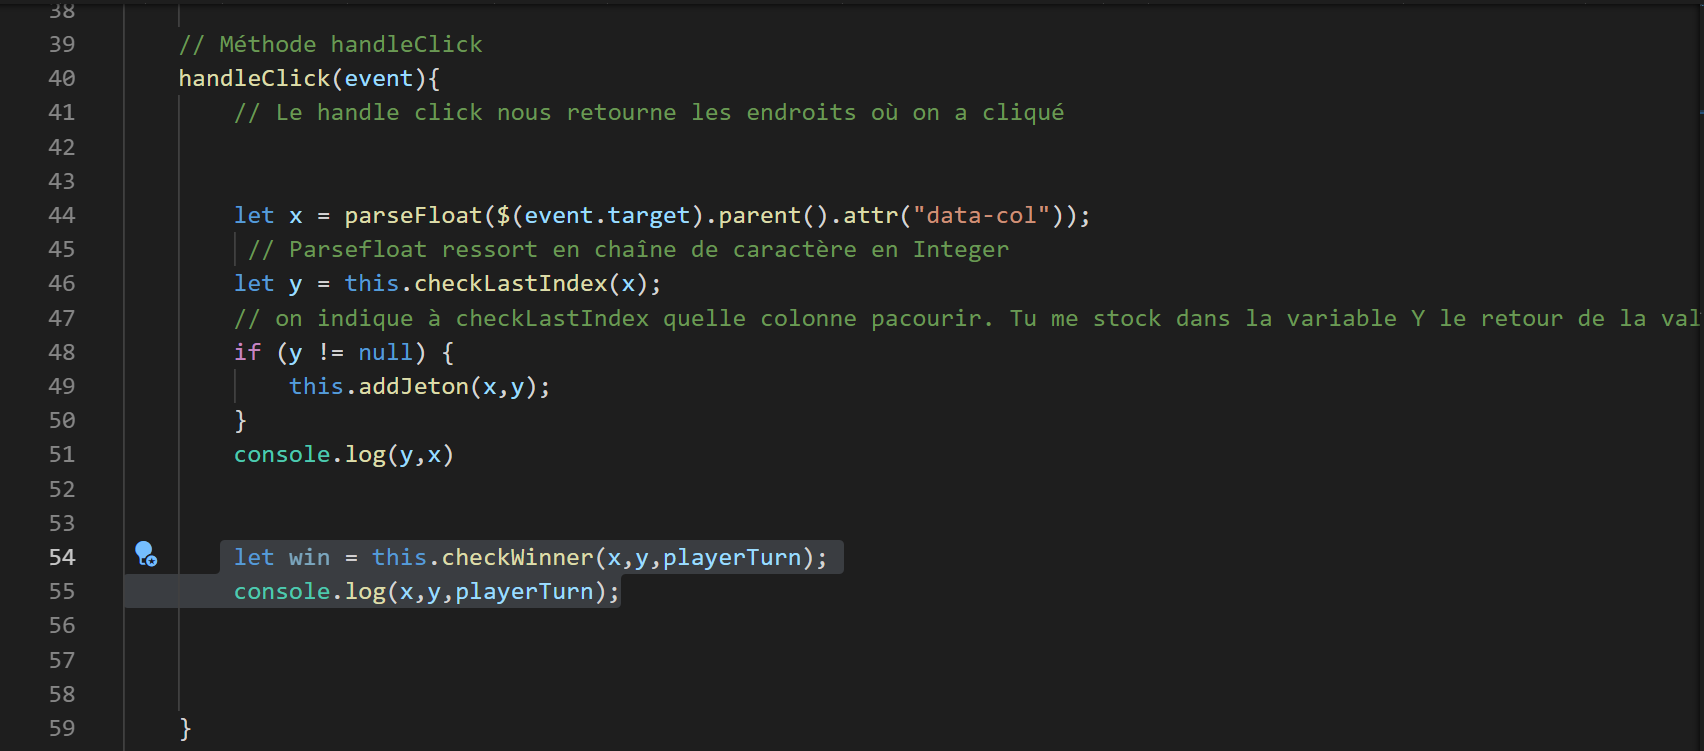 38
39 // Méthode handleClick
40 handleClick(event){
41 // Le handle click nous retourne les endroits où on a cliqué
42
43
44 let x = parseFloat($(event.target).parent().attr("data-col"));
45 // Parsefloat ressort en chaîne de caractère en Integer
46 let y = this.checkLastIndex(x);
47 // on indique à checkLastIndex quelle colonne pacourir. Tu me stock dans la variable Y le retour de la val
48 if (y != null) {
49 this.addJeton(x,y);
50 }
51 console.log(y,x)
52
53
54 let win = this.checkWinner(x,y,playerTurn);
55 console.log(x,y,playerTurn);
56
57
58
59 }